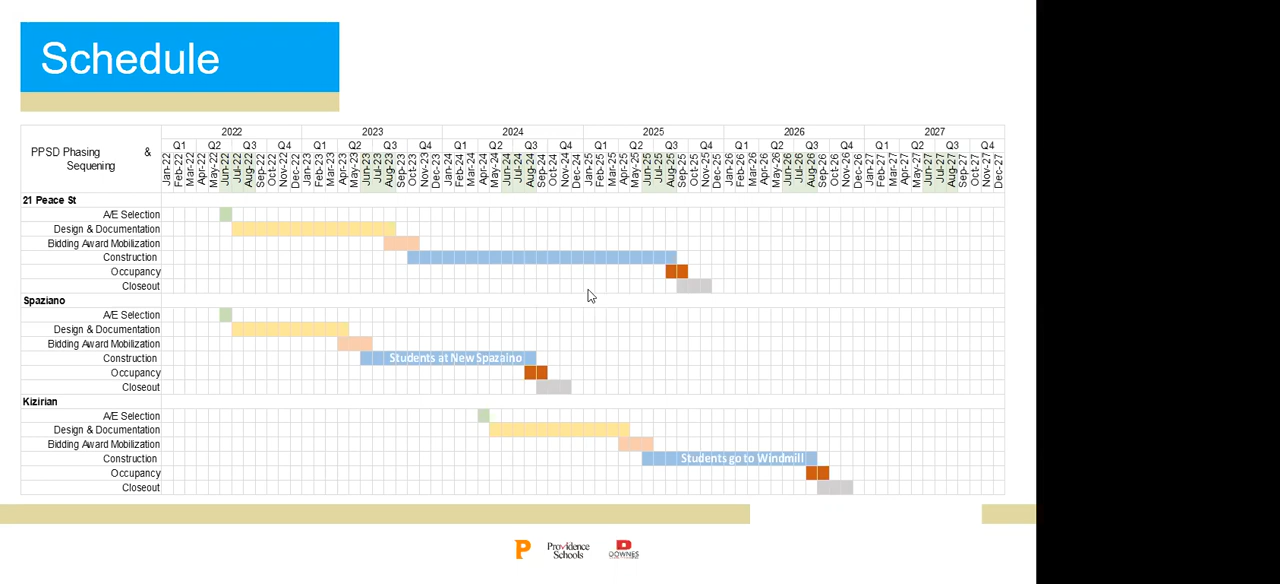 Schedule
PPSD Phasing &
Sequening
2022 2023 2024 2025 2026 2027
Q1 Q2 Q3 Q4 Q1 Q2 Q3 Q4 Q1 Q2 Q3 Q4 Q1 Q2 Q3 Q4 Q1 Q2 Q3 Q4 Q1 Q2 Q3 Q4
Jan-22 Feb-22 Mar-22 Apr-22 May-22 Jun-22 Jul-22 Aug-22 Sep-22 Oct-22 Nov-22 Dec-22 Jan-23 Feb-23 Mar-23 Apr-23 May-23 Jun-23 Jul-23 Aug-23 Sep-23 Oct-23 Nov-23 Dec-23 Jan-24 Feb-24 Mar-24 Apr-24 May-24 Jun-24 Jul-24 Aug-24 Sep-24 Oct-24 Nov-24 Dec-24 Jan-25 Feb-25 Mar-25 Apr-25 May-25 Jun-25 Jul-25 Aug-25 Sep-25 Oct-25 Nov-25 Dec-25 Jan-26 Feb-26 Mar-26 Apr-26 May-26 Jun-26 Jul-26 Aug-26 Sep-26 Oct-26 Nov-26 Dec-26 Jan-27 Feb-27 Mar-27 Apr-27 May-27 Jun-27 Jul-27 Aug-27 Sep-27 Oct-27 Nov-27 Dec-27
21 Peace St
A/E Selection
Design & Documentation
Bidding Award Mobilization
Construction
Occupancy
Closeout
Spaziano
A/E Selection
Design & Documentation
Bidding Award Mobilization
Construction Students at New Spazaino
Occupancy
Closeout
Kizirian
A/E Selection
Design & Documentation
Bidding Award Mobilization
Construction Students go to Windmill
Occupancy
Closeout
P
Providence
Schools
D
DOWNES